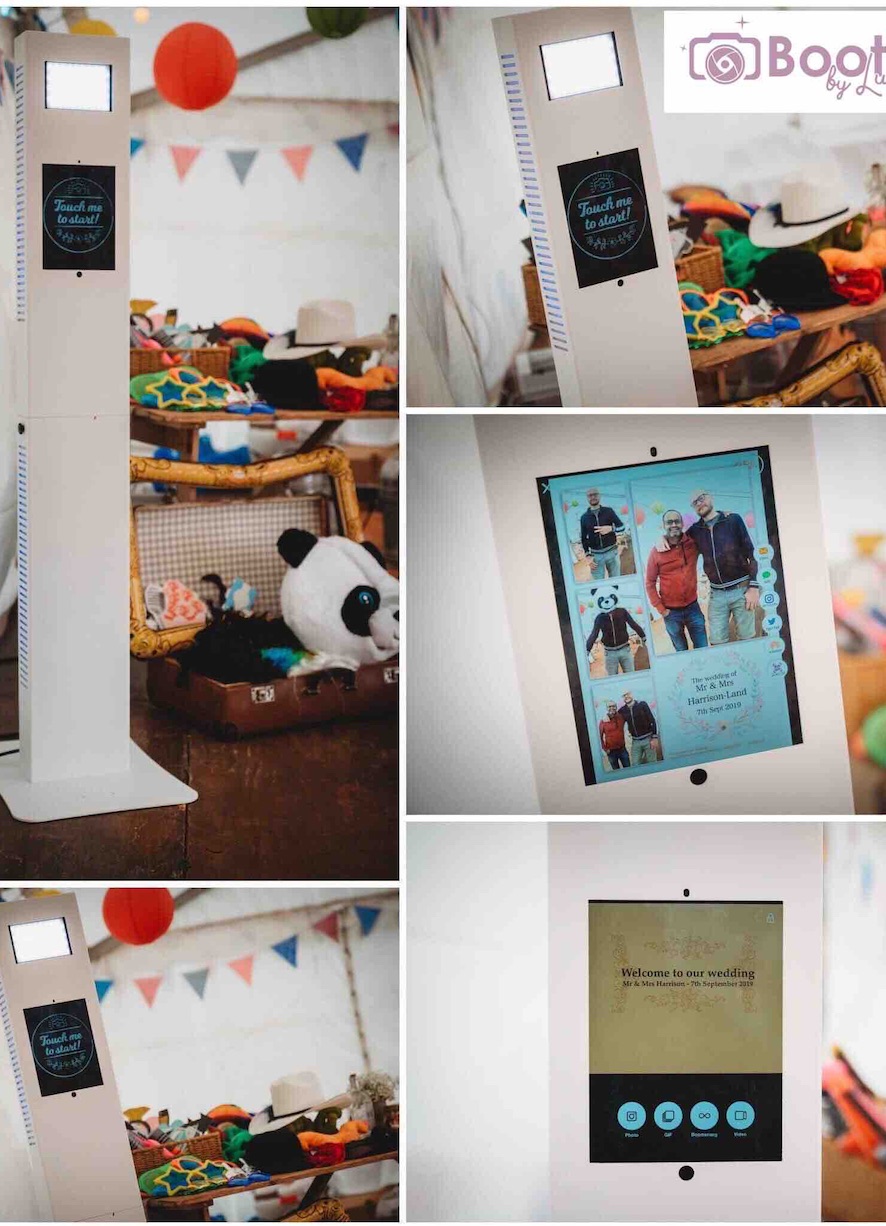 Touch me
to start!
Boot
by Lu
Touch me
to start!
The wedding of
Mr & Mrs
Harrison-Land
7th Sept 2019
Touch me
to start!
Welcome to our wedding
Mr & Mrs Harrison - 7th September 2019
Photo GIF Boomerang Video